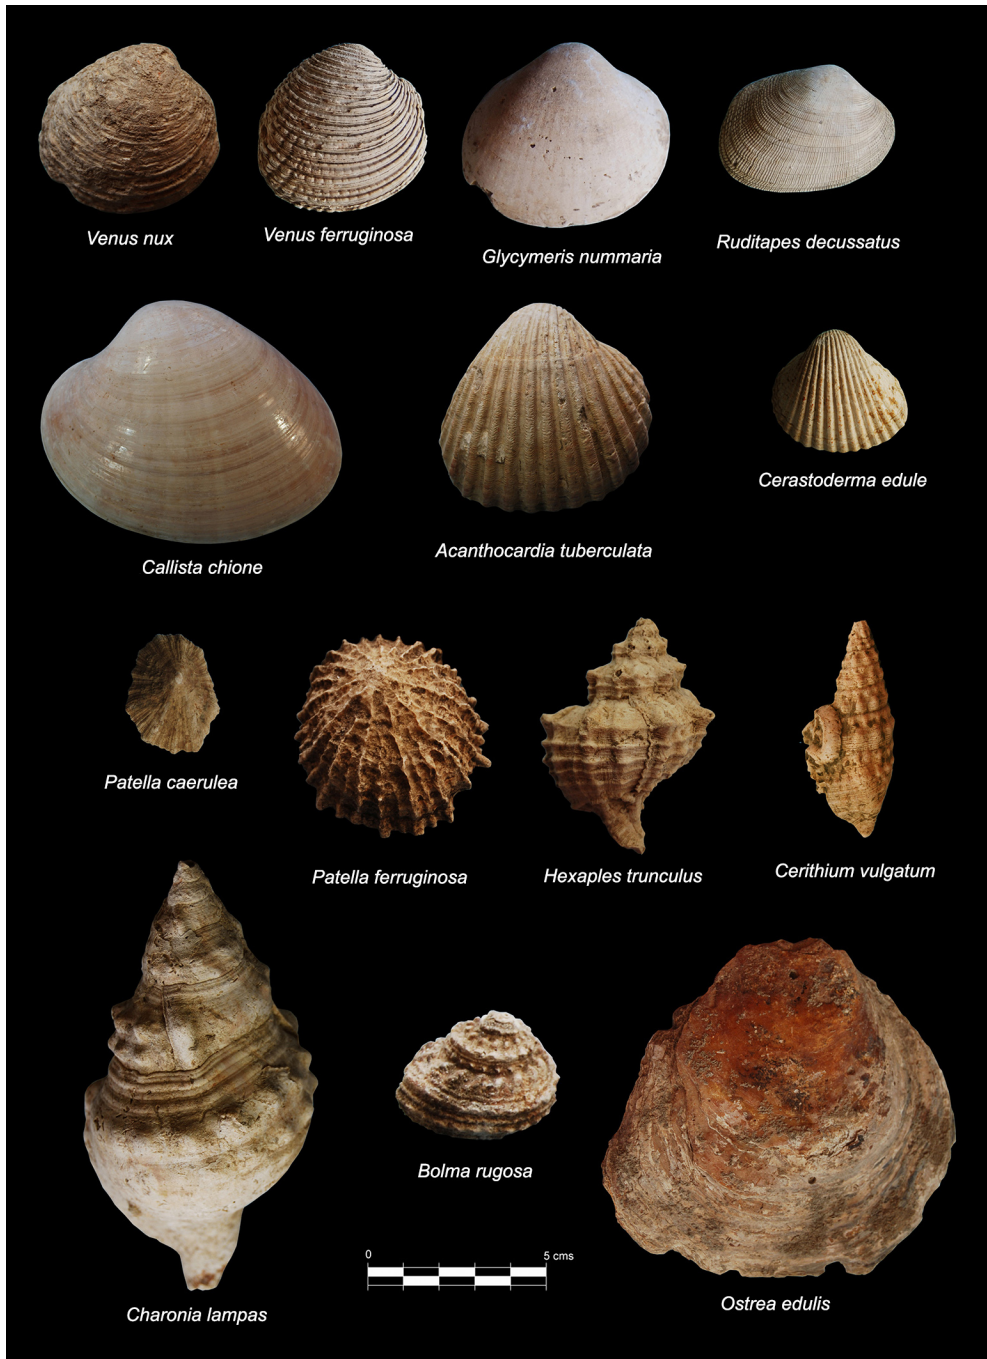 Venus nux
Venus ferruginosa
Glycymeris nummaria
Ruditapes decussatus
Callista chione
Acanthocardia tuberculata
Cerastoderma edule
Patella caerulea
Patella ferruginosa
Hexaples trunculus
Cerithium vulgatum
Charonia lampas
Bolma rugosa
0 5 cms
Ostrea edulis